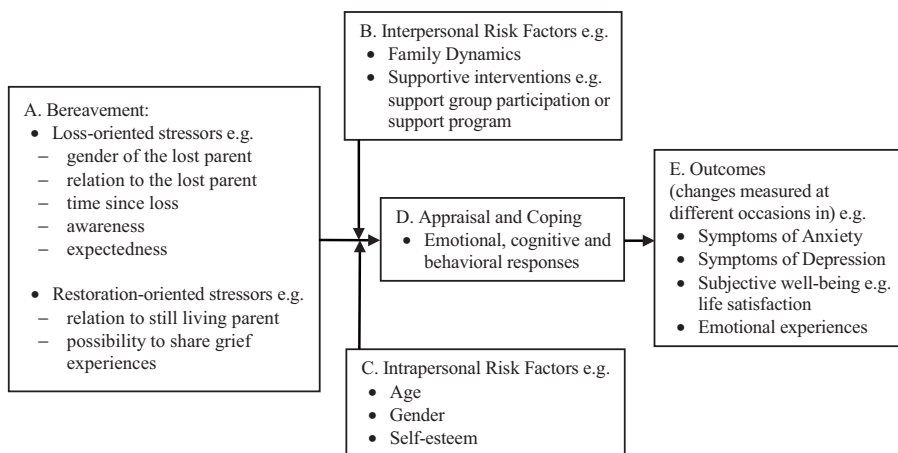 B. Interpersonal Risk Factors e.g.
• Family Dynamics
• Supportive interventions e.g.
support group participation or
support program
A. Bereavement:
• Loss-oriented stressors e.g.
– gender of the lost parent
– relation to the lost parent
– time since loss
– awareness
– expectedness
• Restoration-oriented stressors e.g.
– relation to still living parent
– possibility to share grief
experiences
D. Appraisal and Coping
• Emotional, cognitive and
behavioral responses
E. Outcomes
(changes measured at
different occasions in) e.g.
• Symptoms of Anxiety
• Symptoms of Depression
• Subjective well-being e.g.
life satisfaction
• Emotional experiences
C. Intrapersonal Risk Factors e.g.
• Age
• Gender
• Self-esteem